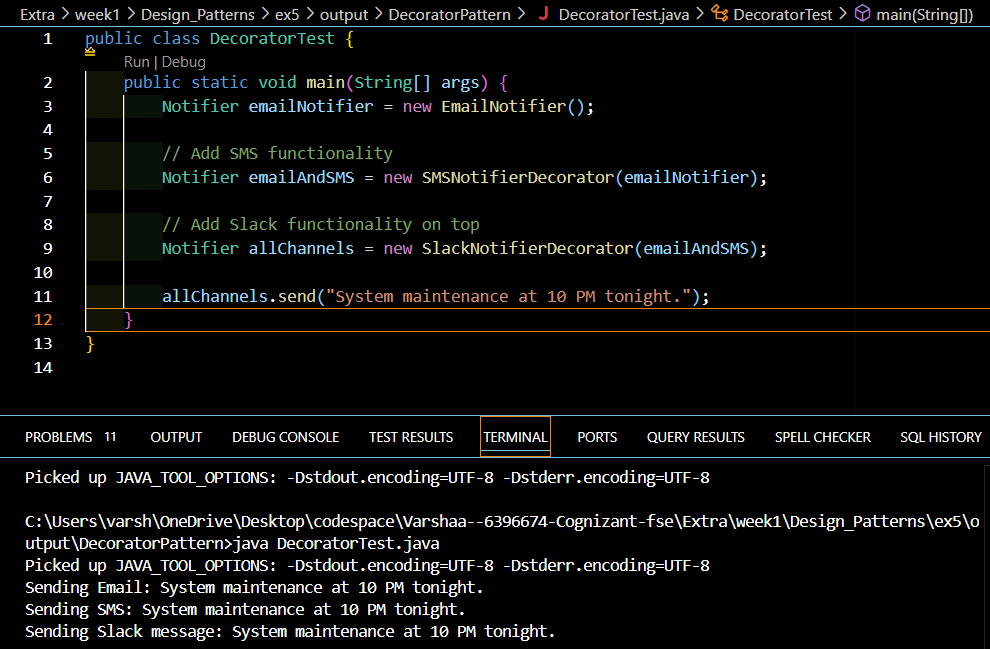 Extra > week1 > Design_Patterns > ex5 > output > DecoratorPattern > J DecoratorTest.java > DecoratorTest > main(String[])
1 public class DecoratorTest {
Run | Debug
2 public static void main(String[] args) {
3 Notifier emailNotifier = new EmailNotifier();
4
5 // Add SMS functionality
6 Notifier emailAndSMS = new SMSNotifierDecorator(emailNotifier);
7
8 // Add Slack functionality on top
9 Notifier allChannels = new SlackNotifierDecorator(emailAndSMS);
10
11 allChannels.send("System maintenance at 10 PM tonight.");
12 }
13 }
14
PROBLEMS 11 OUTPUT DEBUG CONSOLE TEST RESULTS TERMINAL PORTS QUERY RESULTS SPELL CHECKER SQL HISTORY
Picked up JAVA_TOOL_OPTIONS: -Dstdout.encoding=UTF-8 -Dstderr.encoding=UTF-8
C:\Users\varsh\OneDrive\Desktop\codespace\Varshaa--6396674-Cognizant-fse\Extra\week1\Design_Patterns\ex5\o
utput\DecoratorPattern>java DecoratorTest.java
Picked up JAVA_TOOL_OPTIONS: -Dstdout.encoding=UTF-8 -Dstderr.encoding=UTF-8
Sending Email: System maintenance at 10 PM tonight.
Sending SMS: System maintenance at 10 PM tonight.
Sending Slack message: System maintenance at 10 PM tonight.